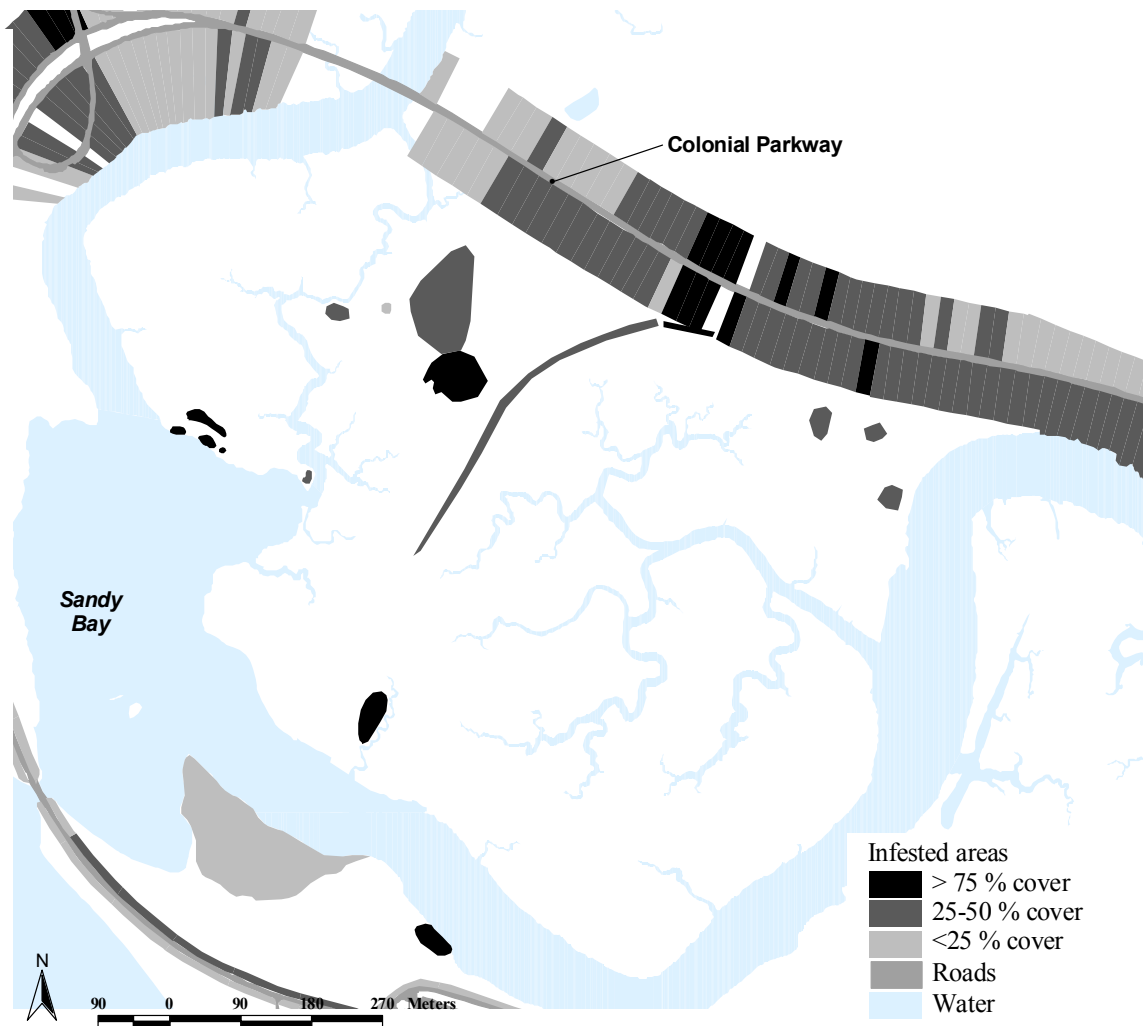 Colonial Parkway
Sandy
Bay
Infested areas
> 75 % cover
25-50 % cover
<25 % cover
Roads
Water
N
90 0 90 180 270 Meters